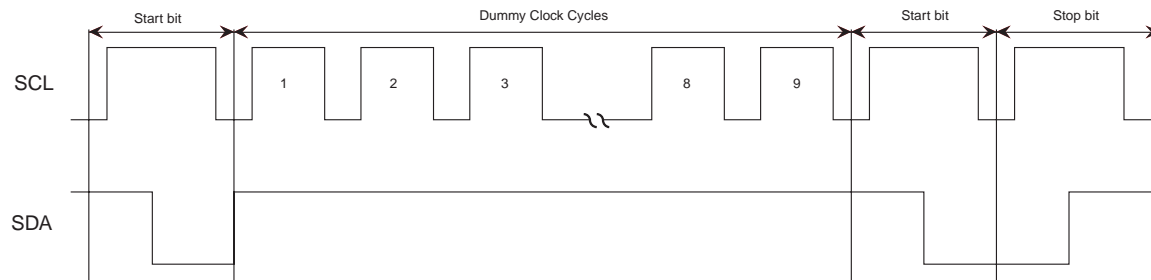 Start bit
Dummy Clock Cycles
Start bit
Stop bit
SCL
1
2
3
8
9
SDA